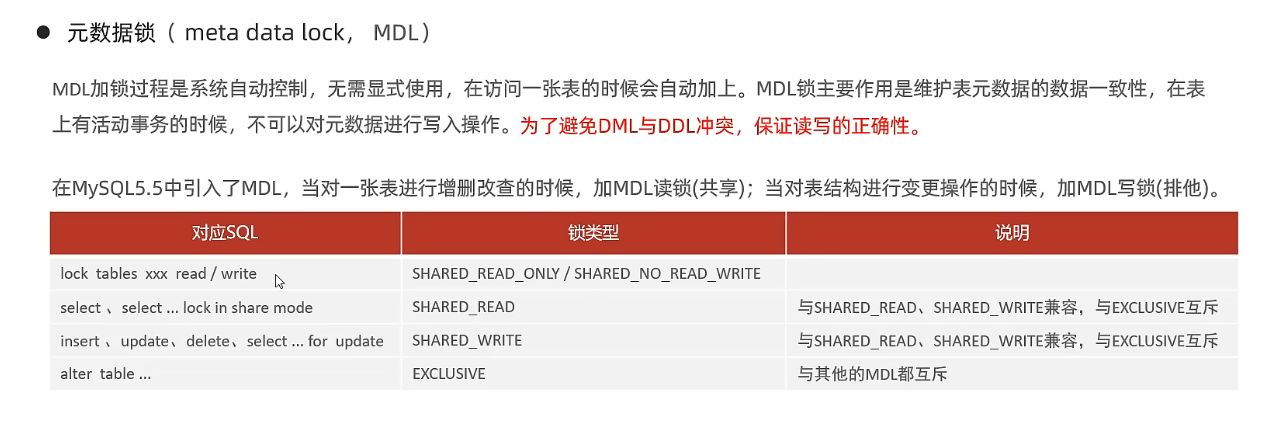 ● 元数据锁（ meta data lock， MDL）
MDL加锁过程是系统自动控制，无需显式使用，在访问一张表的时候会自动加上。MDL锁主要作用是维护表元数据的数据一致性，在表
上有活动事务的时候，不可以对元数据进行写入操作。为了避免DML与DDL冲突，保证读写的正确性。
在MySQL5.5中引入了MDL，当对一张表进行增删改查的时候，加MDL读锁(共享)；当对表结构进行变更操作的时候，加MDL写锁(排他)。
对应SQL 锁类型 说明
lock tables xxx read / write SHARED_READ_ONLY / SHARED_NO_READ_WRITE
select 、select ... lock in share mode SHARED_READ 与SHARED_READ、SHARED_WRITE兼容，与EXCLUSIVE互斥
insert 、update、delete、select ... for update SHARED_WRITE 与SHARED_READ、SHARED_WRITE兼容，与EXCLUSIVE互斥
alter table ... EXCLUSIVE 与其他的MDL都互斥